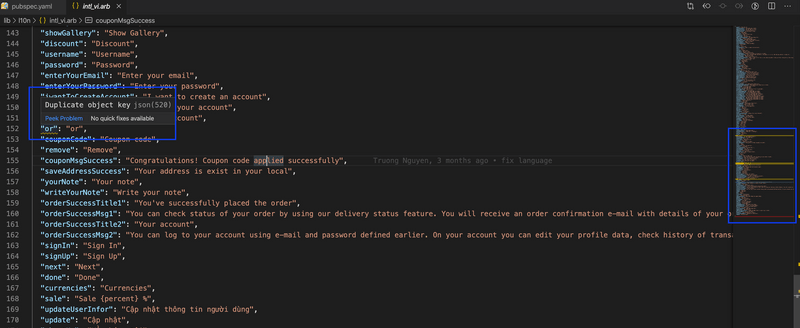 pubspec.yaml
intl_vi.arb
lib > l10n > {} intl_vi.arb > couponMsgSuccess
143 "showGallery": "Show Gallery",
144 "discount": "Discount",
145 "username": "Username",
146 "password": "Password",
147 "enterYourEmail": "Enter your email",
148 "enterYourPassword": "Enter your password",
149 "iwantToCreateAccount": "I want to create an account",
150 your account",
Duplicate object key json(520)
151 count",
Peek Problem No quick fixes available
152 "or": "or",
153 "couponCode": "Coupon code",
154 "remove": "Remove",
155 "couponMsgSuccess": "Congratulations! Coupon code applied successfully", Truong Nguyen, 3 months ago • fix language
156 "saveAddressSuccess": "Your address is exist in your local",
157 "yourNote": "Your note",
158 "writeYourNote": "Write your note",
159 "orderSuccessTitle1": "You've successfully placed the order",
160 "orderSuccessMsg1": "You can check status of your order by using our delivery status feature. You will receive an order confirmation e-mail with details of your o
161 "orderSuccessTitle2": "Your account",
162 "orderSuccessMsg2": "You can log to your account using e-mail and password defined earlier. On your account you can edit your profile data, check history of trans
163 "signIn": "Sign In",
164 "signUp": "Sign Up",
165 "next": "Next",
166 "done": "Done",
167 "currencies": "Currencies",
168 "sale": "Sale {percent} %",
169 "updateUserInfor": "Cập nhật thông tin người dùng",
170 "update": "Cập nhật",